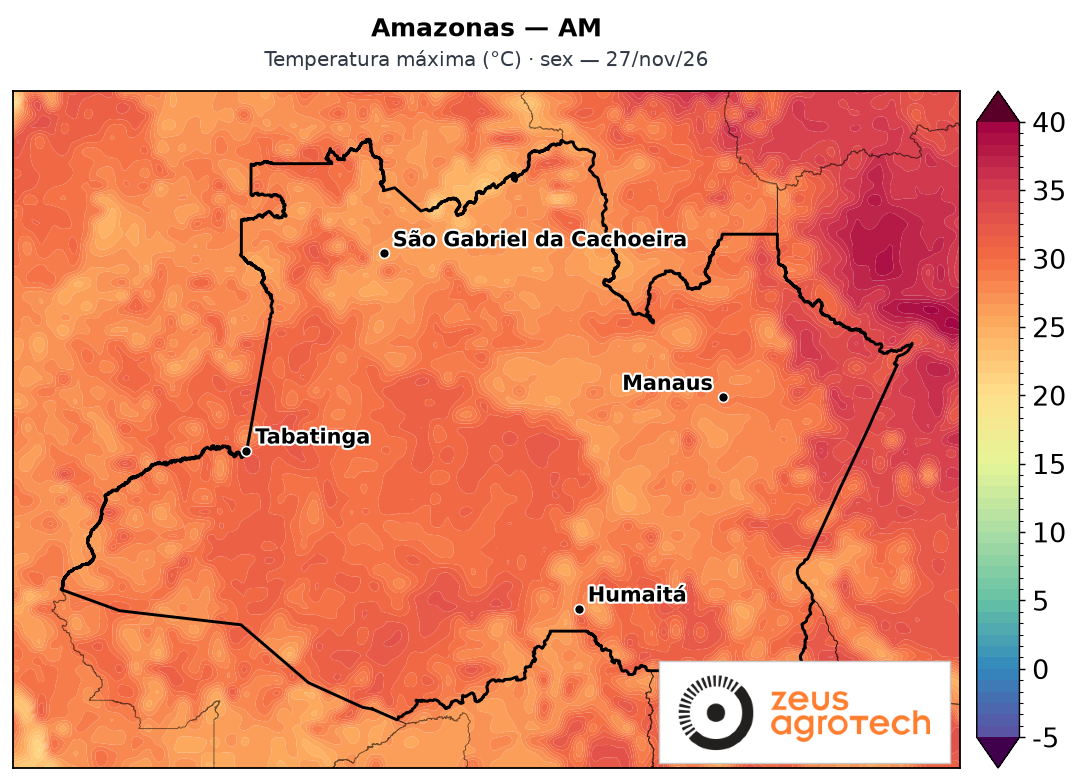 Amazonas — AM
Temperatura máxima (°C) · sex — 27/nov/26
São Gabriel da Cachoeira
Manaus
Tabatinga
Humaitá
40
35
30
25
20
15
10
5
0
-5
zeus
agrotech